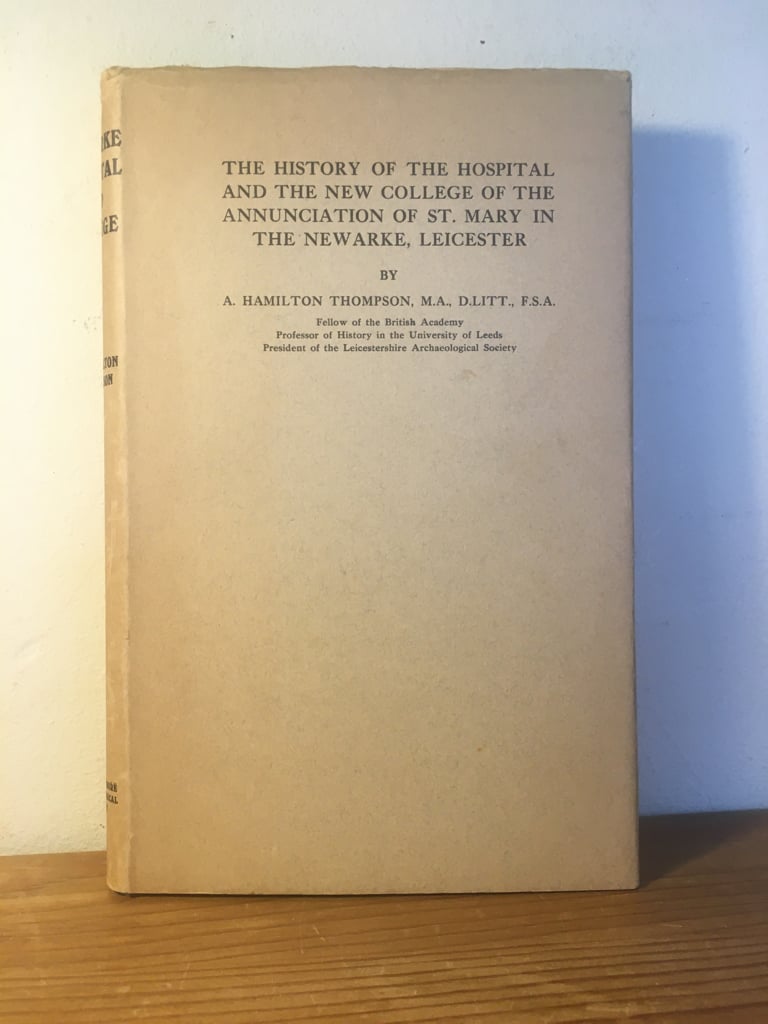 THE HISTORY OF THE HOSPITAL
AND THE NEW COLLEGE OF THE
ANNUNCIATION OF ST. MARY IN
THE NEWARKE, LEICESTER
BY
A. HAMILTON THOMPSON, M.A., D.LITT., F.S.A.
Fellow of the British Academy
Professor of History in the University of Leeds
President of the Leicestershire Archaeological Society